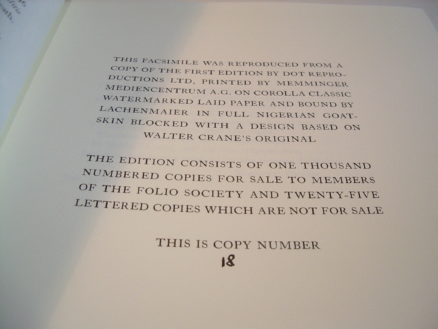 THIS FACSIMILE WAS REPRODUCED FROM A
COPY OF THE FIRST EDITION BY DOT REPRO-
DUCTIONS LTD, PRINTED BY MEMMINGER
MEDIENCENTRUM A.G. ON COROLLA CLASSIC
WATERMARKED LAID PAPER AND BOUND BY
LACHENMAIER IN FULL NIGERIAN GOAT-
SKIN BLOCKED WITH A DESIGN BASED ON
WALTER CRANE'S ORIGINAL
THE EDITION CONSISTS OF ONE THOUSAND
NUMBERED COPIES FOR SALE TO MEMBERS
OF THE FOLIO SOCIETY AND TWENTY-FIVE
LETTERED COPIES WHICH ARE NOT FOR SALE
THIS IS COPY NUMBER
18